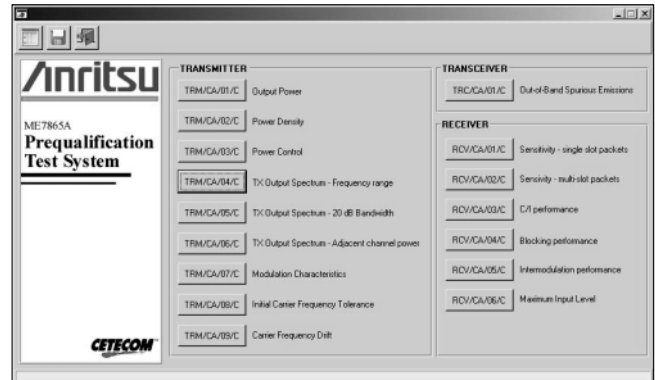 Anritsu
ME7865A
Prequalification
Test System
CETECOM
TRANSMITTER
TRM/CA/01/C Output Power
TRM/CA/02/C Power Density
TRM/CA/03/C Power Control
TRM/CA/04/C TX Output Spectrum - Frequency range
TRM/CA/05/C TX Output Spectrum - 20 dB Bandwidth
TRM/CA/06/C TX Output Spectrum - Adjacent channel power
TRM/CA/07/C Modulation Characteristics
TRM/CA/08/C Initial Carrier Frequency Tolerance
TRM/CA/09/C Carrier Frequency Drift
TRANSCEIVER
TRC/CA/01/C Out-of-Band Spurious Emissions
RECEIVER
RCV/CA/01/C Sensitivity - single slot packets
RCV/CA/02/C Sensivity - multi-slot packets
RCV/CA/03/C C/I performance
RCV/CA/04/C Blocking performance
RCV/CA/05/C Intermodulation performance
RCV/CA/06/C Maximum Input Level